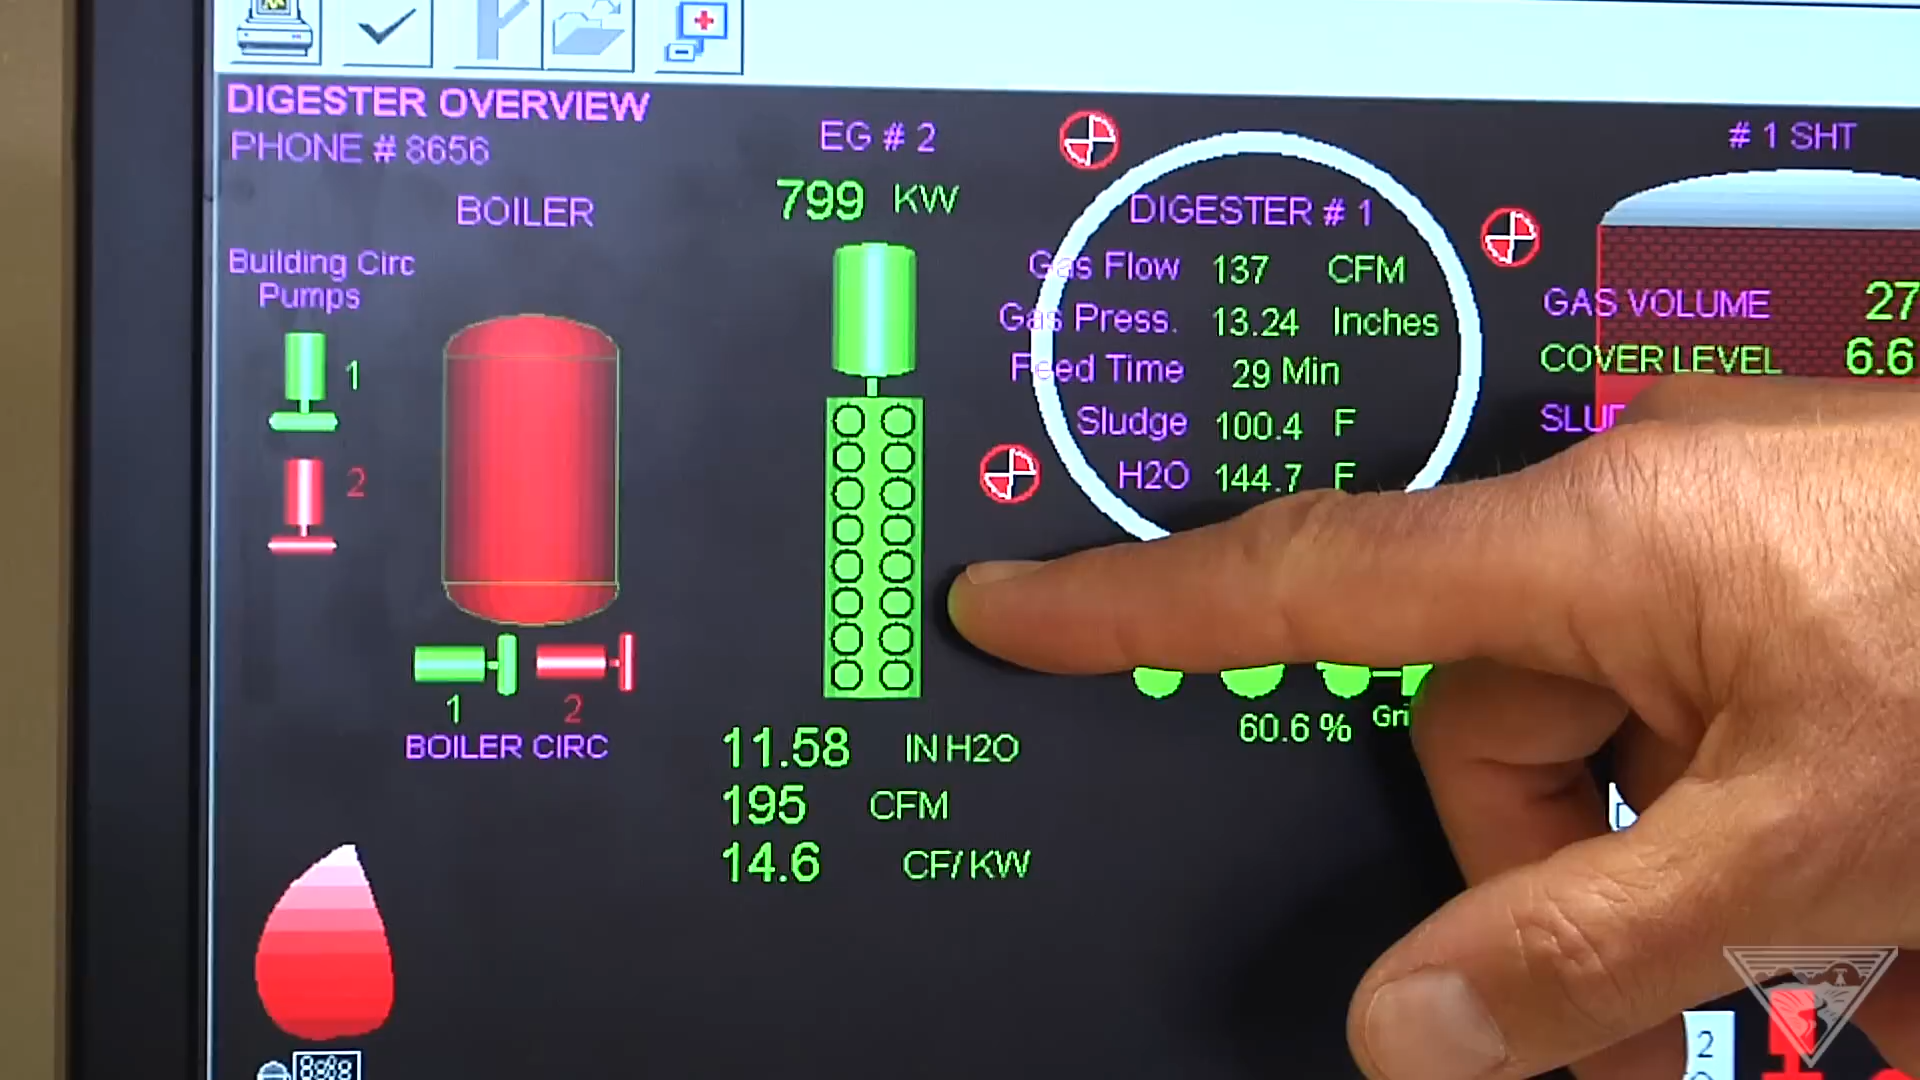 DIGESTER OVERVIEW
PHONE # 8656
BOILER
Building Circ
Pumps
1
2
1
2
BOILER CIRC
EG # 2
799 KW
11.58 IN H2O
195 CFM
14.6 CF/KW
DIGESTER # 1
Gas Flow 137 CFM
Gas Press. 13.24 Inches
Feed Time 29 Min
Sludge 100.4 F
H2O 144.7 F
60.6 %
# 1 SHT
GAS VOLUME 27
COVER LEVEL 6.6
2